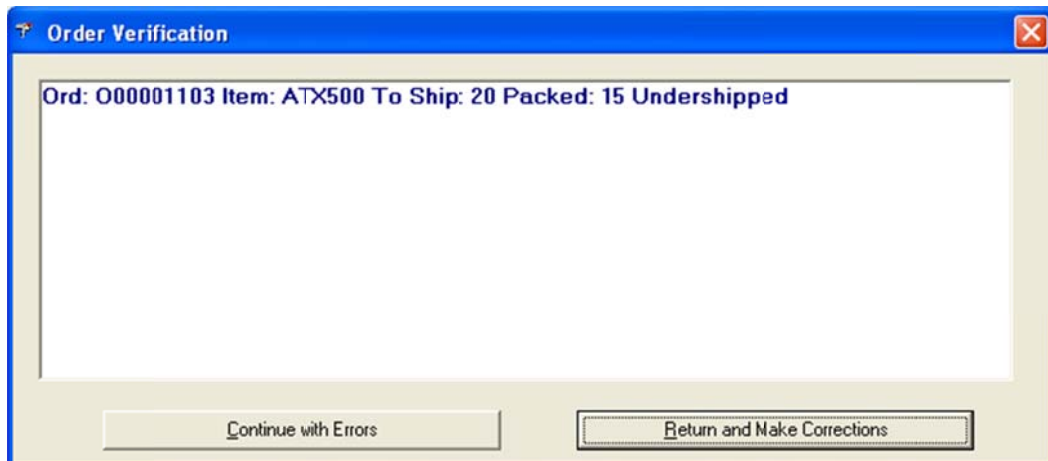 Order Verification
Ord: O00001103 Item: ATX500 To Ship: 20 Packed: 15 Undershipped
Continue with Errors
Return and Make Corrections